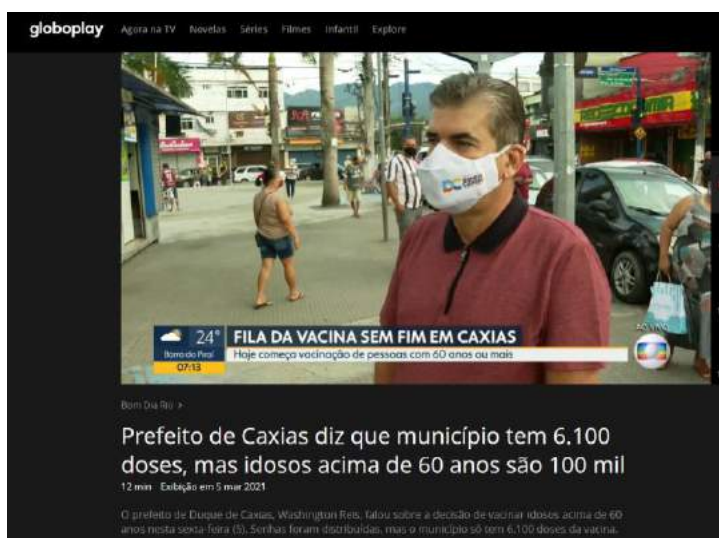 globoplay Agora na TV Novelas Séries Filmes Infantil Explore
DC
24° FILA DA VACINA SEM FIM EM CAXIAS
Barra do Piraí Hoje começa vacinação de pessoas com 60 anos ou mais
07:13
AO VIVO
Bom Dia Rio >
Prefeito de Caxias diz que município tem 6.100
doses, mas idosos acima de 60 anos são 100 mil
12 min Exibição em 5 mar 2021
O prefeito de Duque de Caxias, Washington Reis, falou sobre a decisão de vacinar idosos acima de 60
anos nesta sexta-feira (5). Senhas foram distribuídas, mas o município só tem 6.100 doses da vacina.